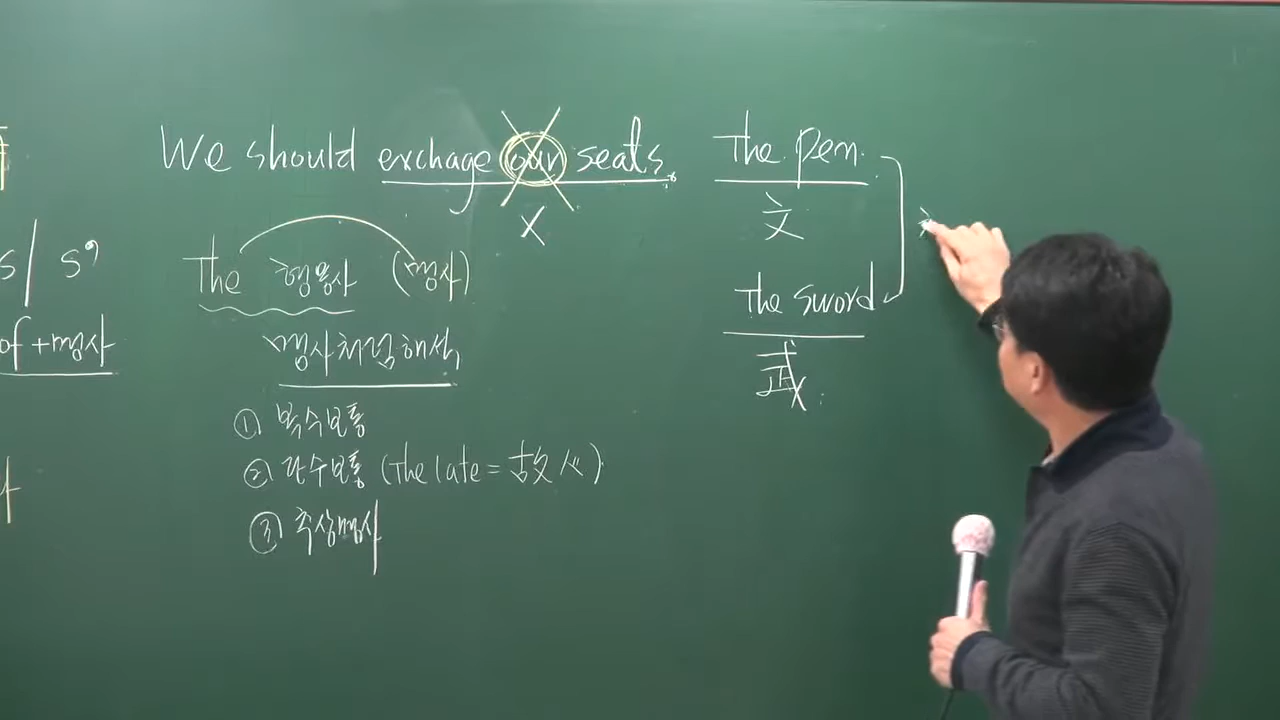 We should exchage our seats.
X
s / s'
of + 명사
The 형용사 (명사)
명사처럼해석
① 복수보통
② 단수보통 (The late = 故人)
③ 추상명사
The pen
文
The sword
武